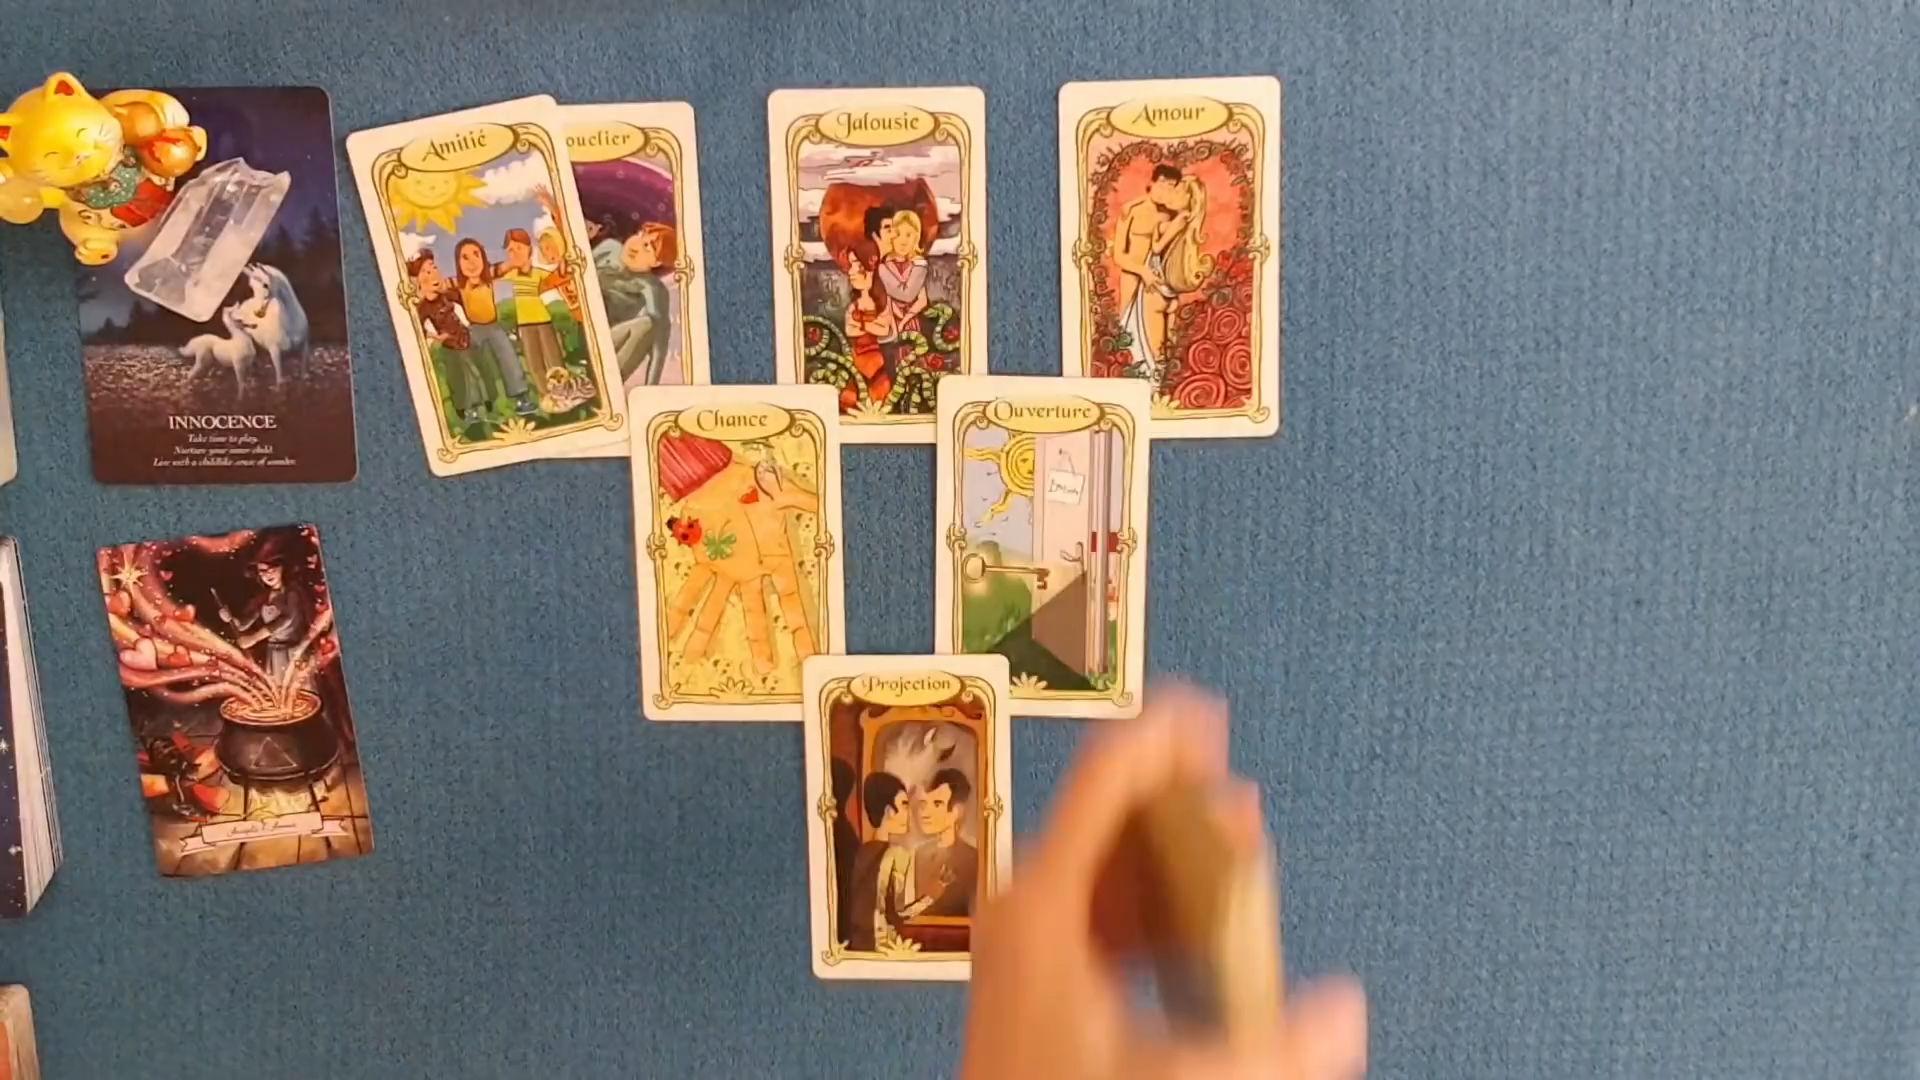 Amitié
ouclier
Jalousie
Amour
Chance
Ouverture
Projection
INNOCENCE
Take time to play.
Nurture your inner child.
Live with a childlike sense of wonder.